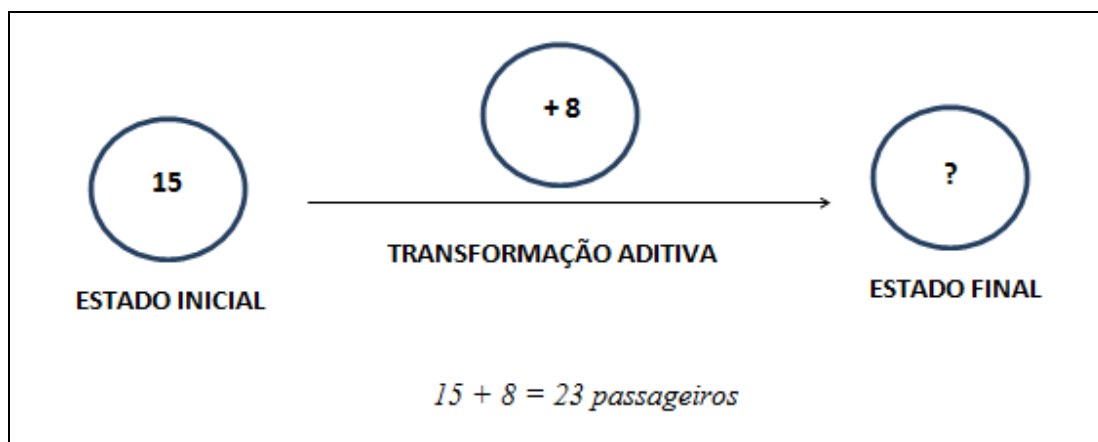 + 8
15
?
TRANSFORMAÇÃO ADITIVA
ESTADO INICIAL
ESTADO FINAL
15 + 8 = 23 passageiros